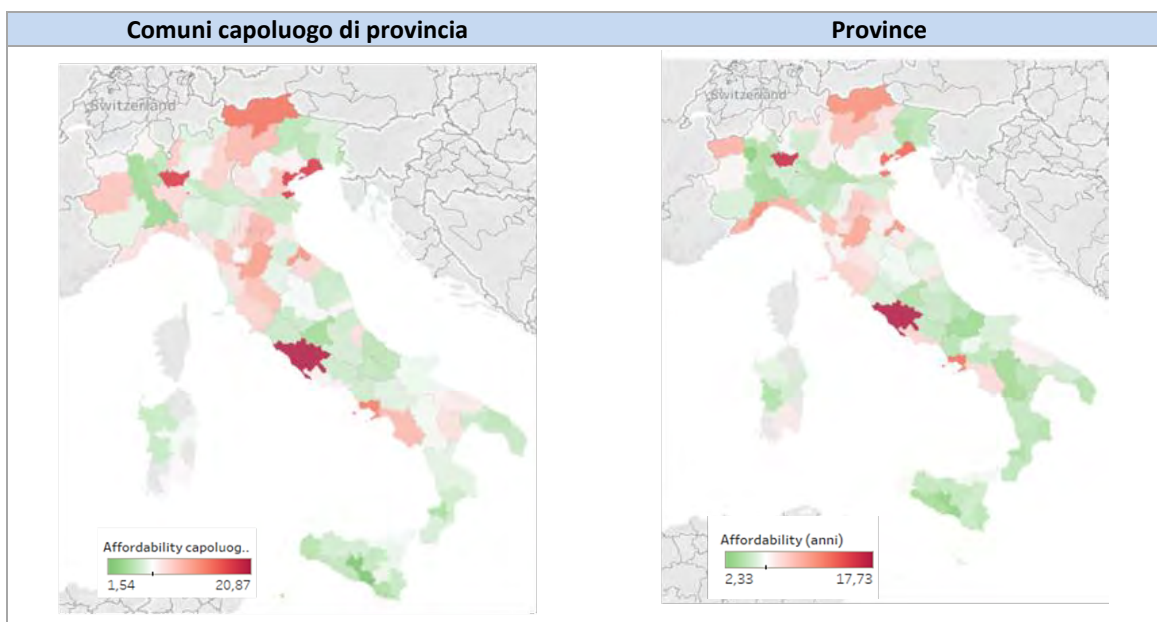 Comuni capoluogo di provincia
Province
Switzerland
Switzerland
Affordability capoluog..
1,54 20,87
Affordability (anni)
2,33 17,73